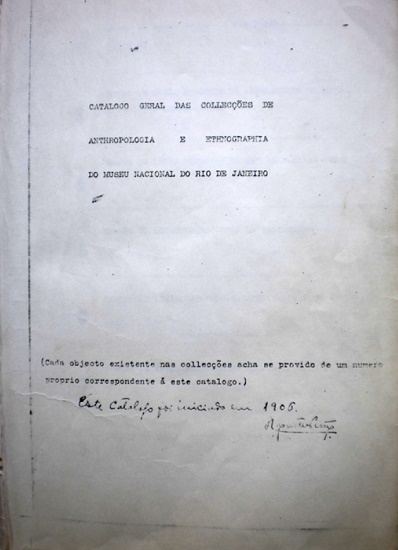 CATALOGO GERAL DAS COLLECÇÕES DE
ANTHROPOLOGIA E ETHNOGRAPHIA
DO MUSEU NACIONAL DO RIO DE JANEIRO
(Cada objecto existente nas collecções acha se provido de um numero
proprio correspondente á este catalogo.)
Este Catalogo foi iniciado em 1906.